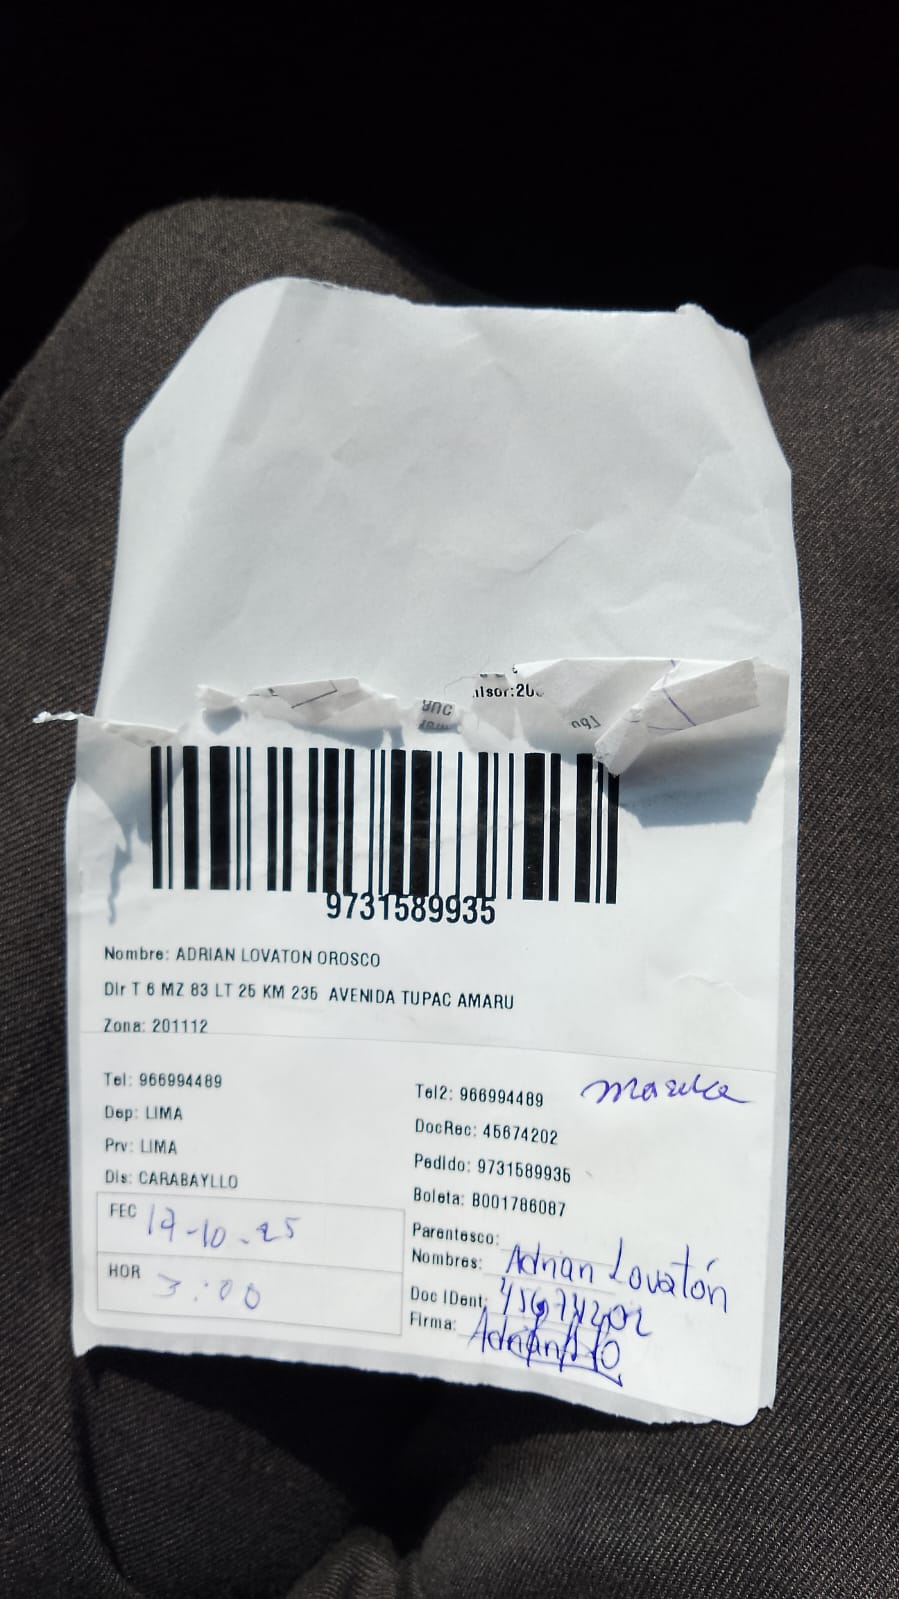 9731589935
Nombre: ADRIAN LOVATON OROSCO
Dir T 6 MZ 83 LT 25 KM 235 AVENIDA TUPAC AMARU
Zona: 201112
Tel: 966994489
Dep: LIMA
Prv: LIMA
Dis: CARABAYLLO
FEC 17-10-25
HOR 3:00
Tel2: 966994489
DocRec: 45674202
Pedido: 9731589935
Boleta: B001786087
Parentesco:
Nombres: Adrian Lovatón
Doc IDent: 45674202
Firma: